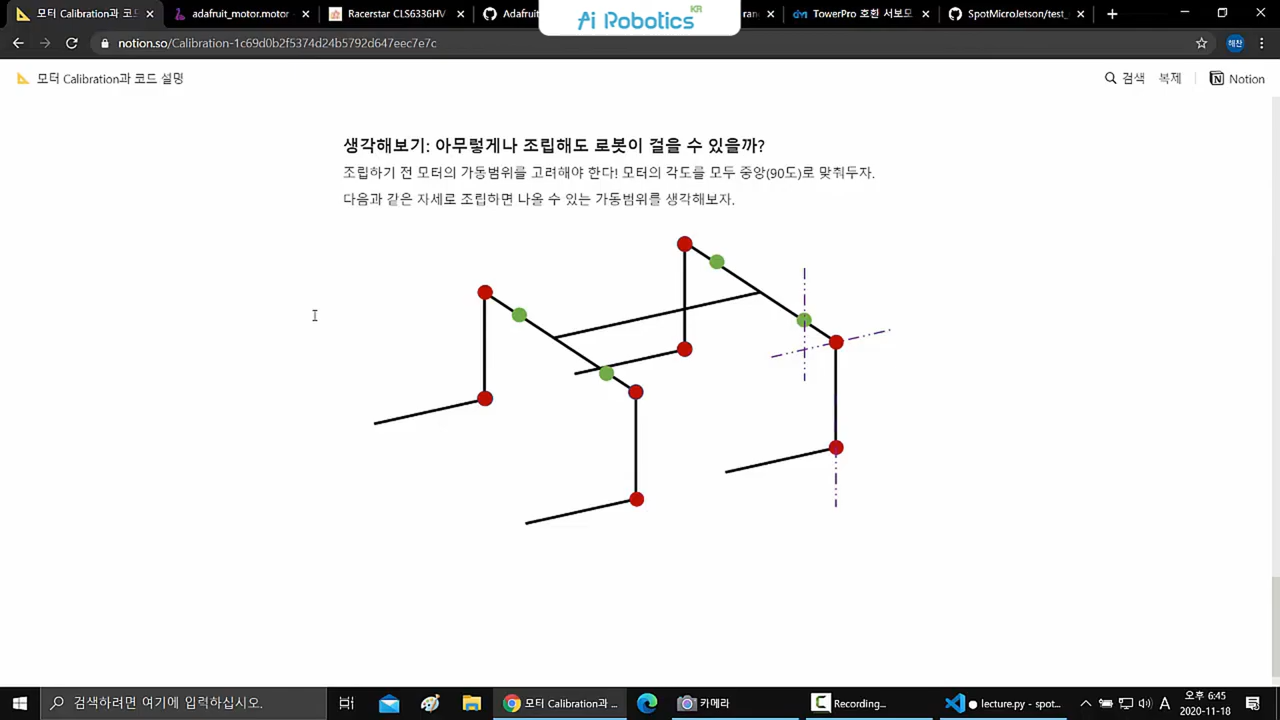 모터 Calibration과 코드
adafruit_motor.motor
Racerstar CLS6336HV
Adafruit
TowerPro 호환 서보모
SpotMicroJetson/test_
Ai Robotics
KR
notion.so/Calibration-1c69d0b2f5374d24b5792d647eec7e7c
혜찬
모터 Calibration과 코드 설명
검색
복제
Notion
생각해보기: 아무렇게나 조립해도 로봇이 걸을 수 있을까?
조립하기 전 모터의 가동범위를 고려해야 한다! 모터의 각도를 모두 중앙(90도)로 맞춰두자.
다음과 같은 자세로 조립하면 나올 수 있는 가동범위를 생각해보자.
검색하려면 여기에 입력하십시오.
모터 Calibration과 ...
카메라
Recording...
lecture.py - spot...
A
오후 6:45
2020-11-18